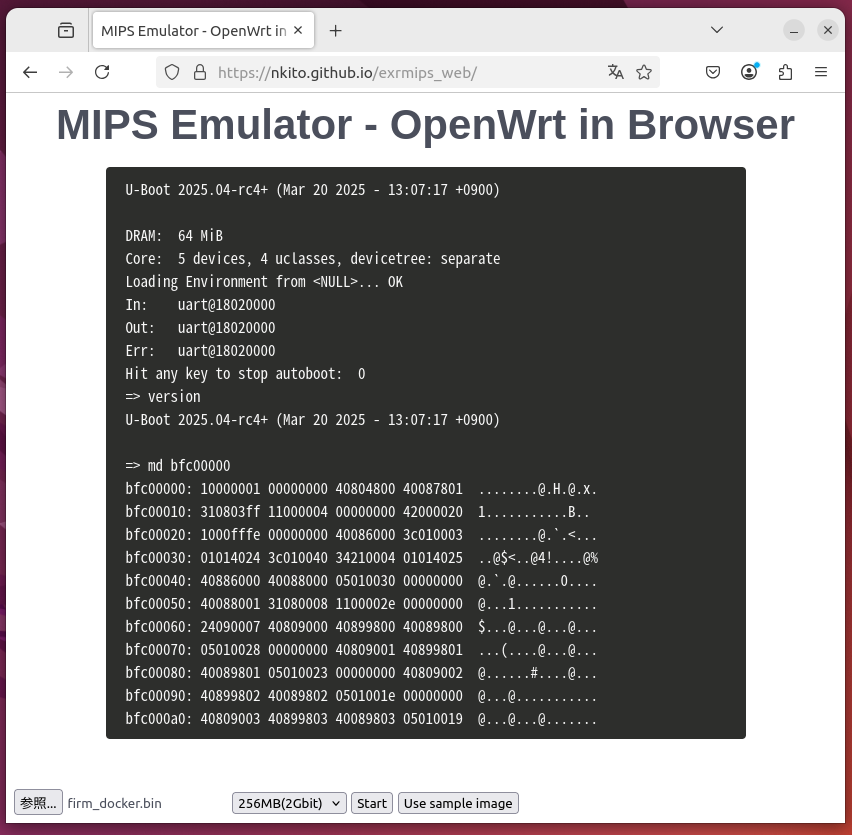 MIPS Emulator - OpenWrt in
https://nkito.github.io/exrmips_web/
MIPS Emulator - OpenWrt in Browser
U-Boot 2025.04-rc4+ (Mar 20 2025 - 13:07:17 +0900)
DRAM:  64 MiB
Core:  5 devices, 4 uclasses, devicetree: separate
Loading Environment from <NULL>... OK
In:    uart@18020000
Out:   uart@18020000
Err:   uart@18020000
Hit any key to stop autoboot:  0
=> version
U-Boot 2025.04-rc4+ (Mar 20 2025 - 13:07:17 +0900)
=> md bfc00000
bfc00000: 10000001 00000000 40804800 40087801  ........@.H.@.x.
bfc00010: 310803ff 11000004 00000000 42000020  1...........B..
bfc00020: 1000fffe 00000000 40086000 3c010003  ........@.`.<...
bfc00030: 01014024 3c010040 34210004 01014025  ..@$<..@4!....@%
bfc00040: 40886000 40088000 05010030 00000000  @.`.@......0....
bfc00050: 40088001 31080008 1100002e 00000000  @...1...........
bfc00060: 24090007 40809000 40899800 40089800  $...@...@...@...
bfc00070: 05010028 00000000 40809001 40899801  ...(....@...@...
bfc00080: 40089801 05010023 00000000 40809002  @......#....@...
bfc00090: 40899802 40089802 0501001e 00000000  @...@...........
bfc000a0: 40809003 40899803 40089803 05010019  @...@...@.......
参照... firm_docker.bin 256MB(2Gbit) Start Use sample image